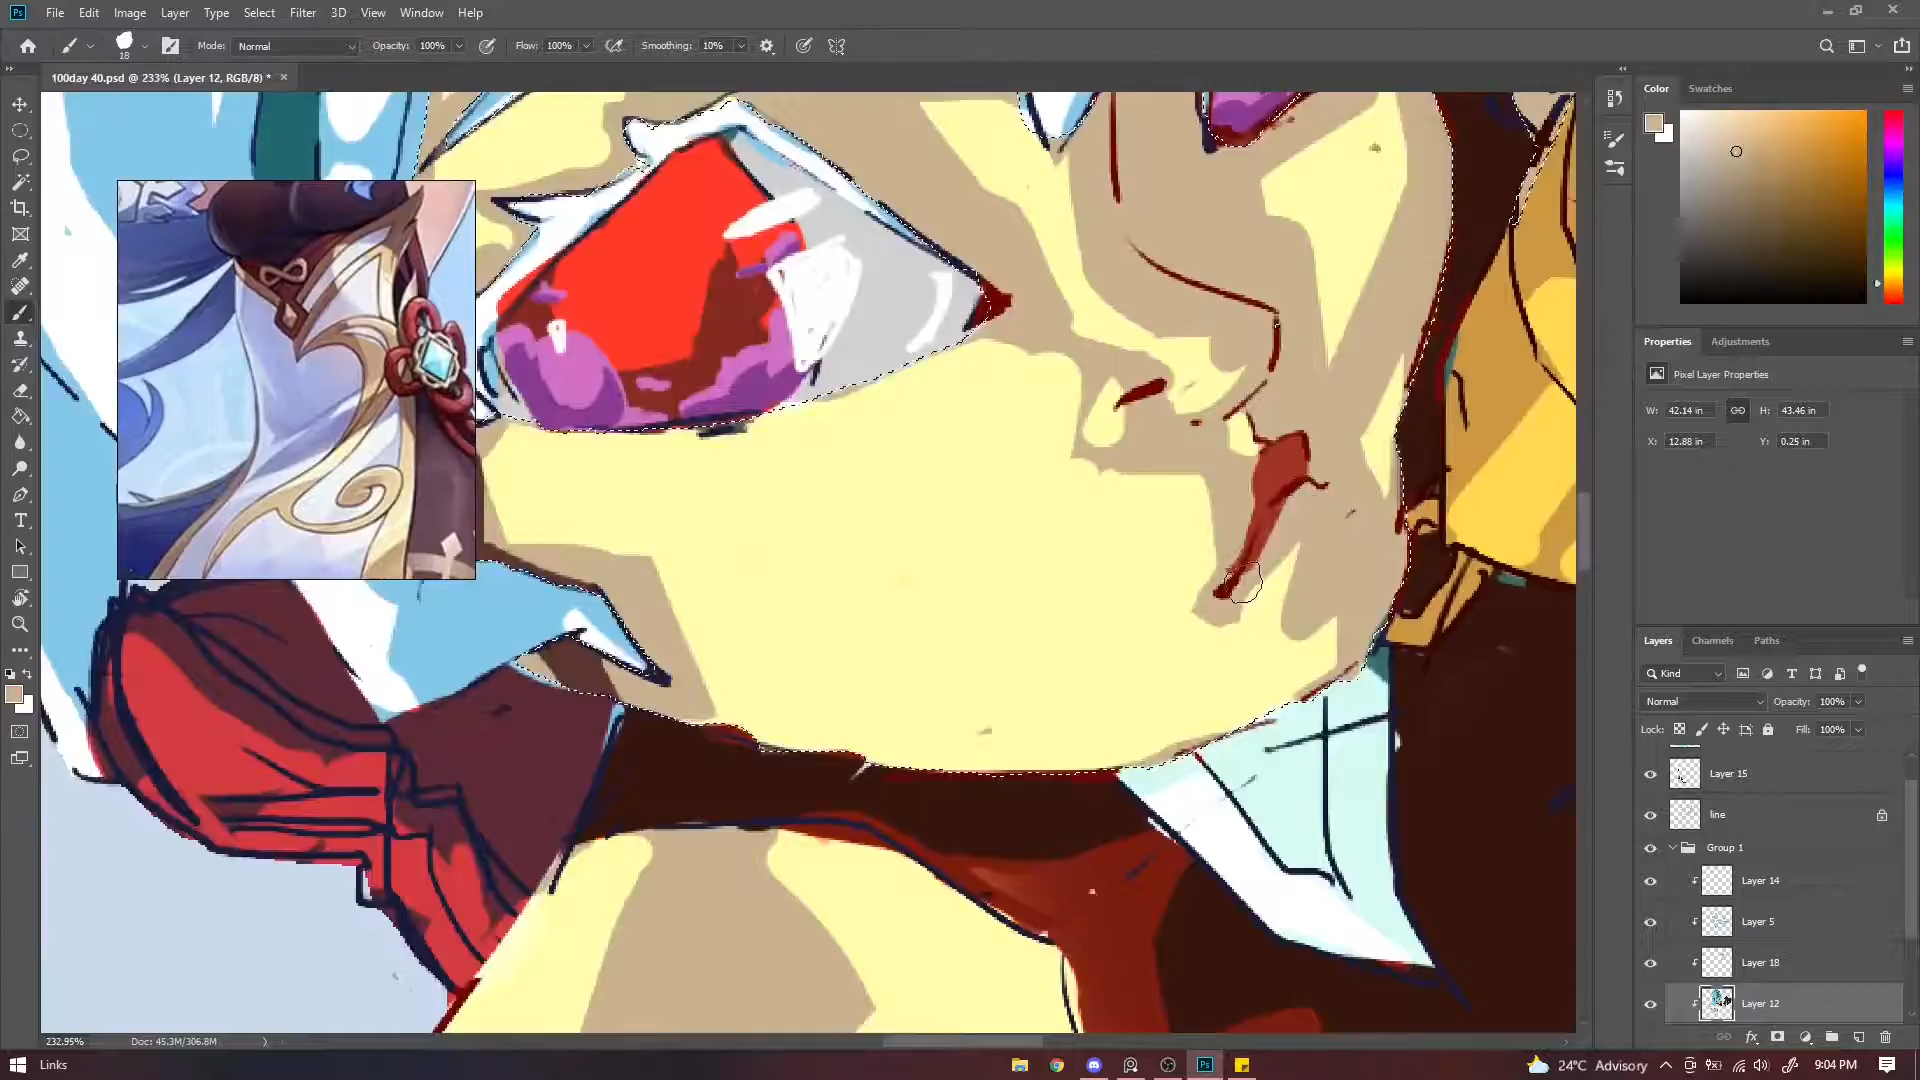 Ps File Edit Image Layer Type Select Filter 3D View Window Help
18 Mode: Normal Opacity: 100% Flow: 100% Smoothing: 10%
100day 40.psd @ 233% (Layer 12, RGB/8) *
Color Swatches
Properties Adjustments
Pixel Layer Properties
W: 42.14 in H: 43.46 in
X: 12.88 in Y: 0.25 in
Layers Channels Paths
Kind
Normal Opacity: 100%
Lock: Fill: 100%
Layer 15
line
Group 1
Layer 14
Layer 5
Layer 18
Layer 12
232.95% Doc: 45.3M/306.8M
Links Ps 24°C Advisory 9:04 PM